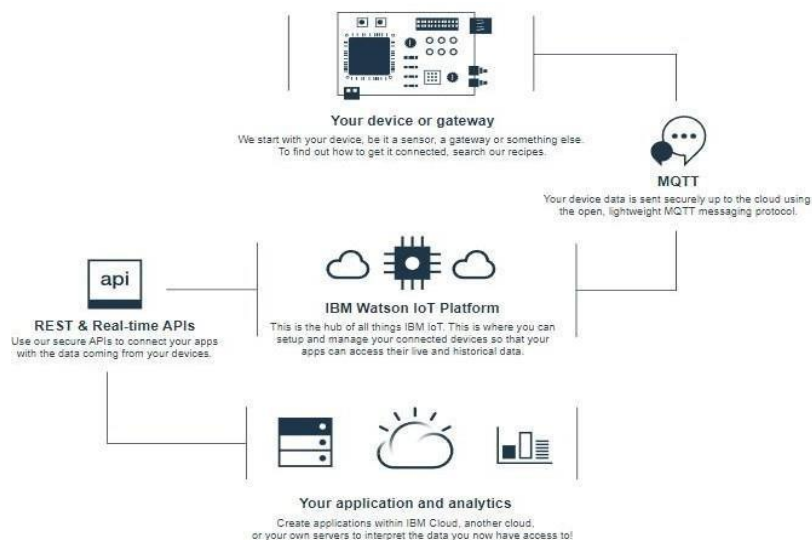 Your device or gateway
We start with your device, be it a sensor, a gateway or something else.
To find out how to get it connected, search our recipes.
MQTT
Your device data is sent securely up to the cloud using
the open, lightweight MQTT messaging protocol.
IBM Watson IoT Platform
This is the hub of all things IBM IoT. This is where you can
setup and manage your connected devices so that your
apps can access their live and historical data.
api
REST & Real-time APIs
Use our secure APIs to connect your apps
with the data coming from your devices.
Your application and analytics
Create applications within IBM Cloud, another cloud,
or your own servers to interpret the data you now have access to!